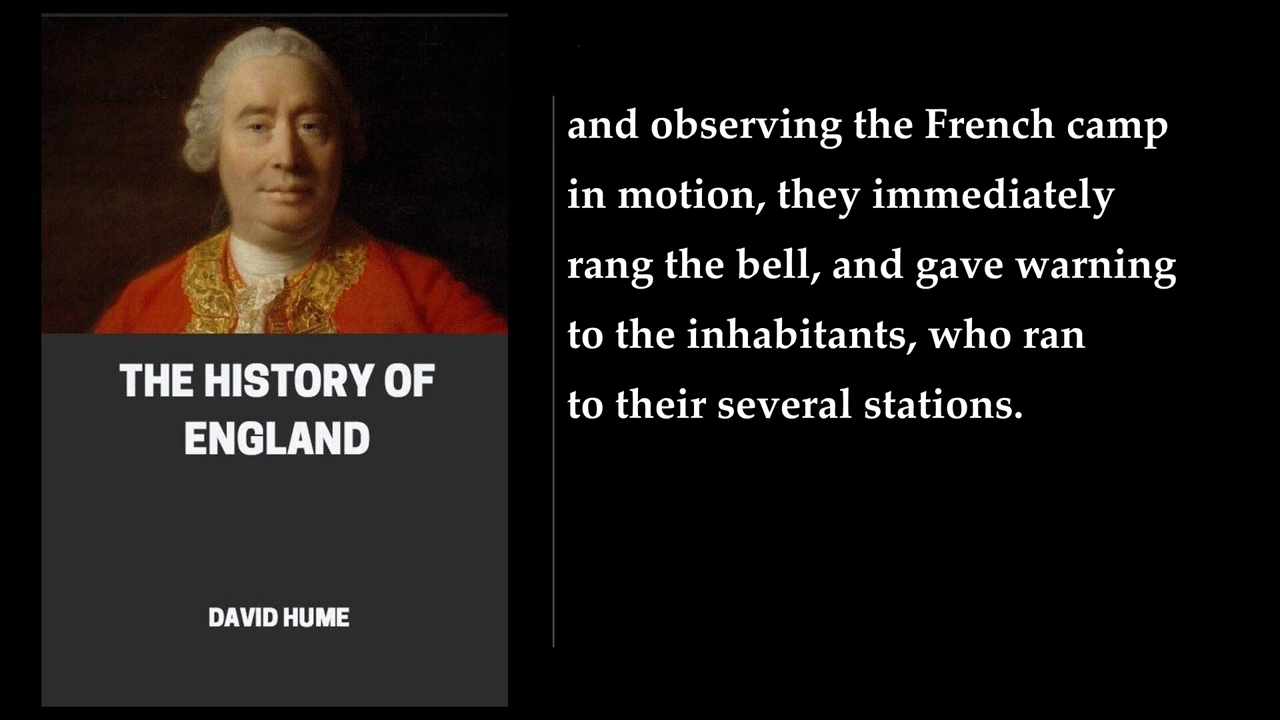 THE HISTORY OF
ENGLAND
DAVID HUME
and observing the French camp
in motion, they immediately
rang the bell, and gave warning
to the inhabitants, who ran
to their several stations.